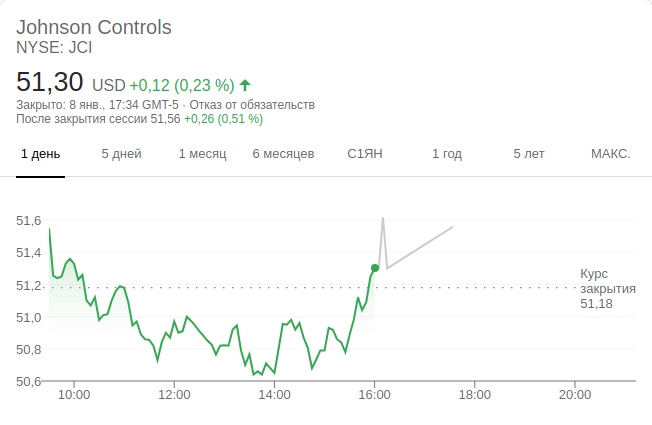 Johnson Controls
NYSE: JCI
51,30 USD +0,12 (0,23 %)
Закрыто: 8 янв., 17:34 GMT-5 · Отказ от обязательств
После закрытия сессии 51,56 +0,26 (0,51 %)
1 день 5 дней 1 месяц 6 месяцев С1ЯН 1 год 5 лет МАКС.
51,6
51,4
51,2
51,0
50,8
50,6
Курс
закрытия
51,18
10:00 12:00 14:00 16:00 18:00 20:00